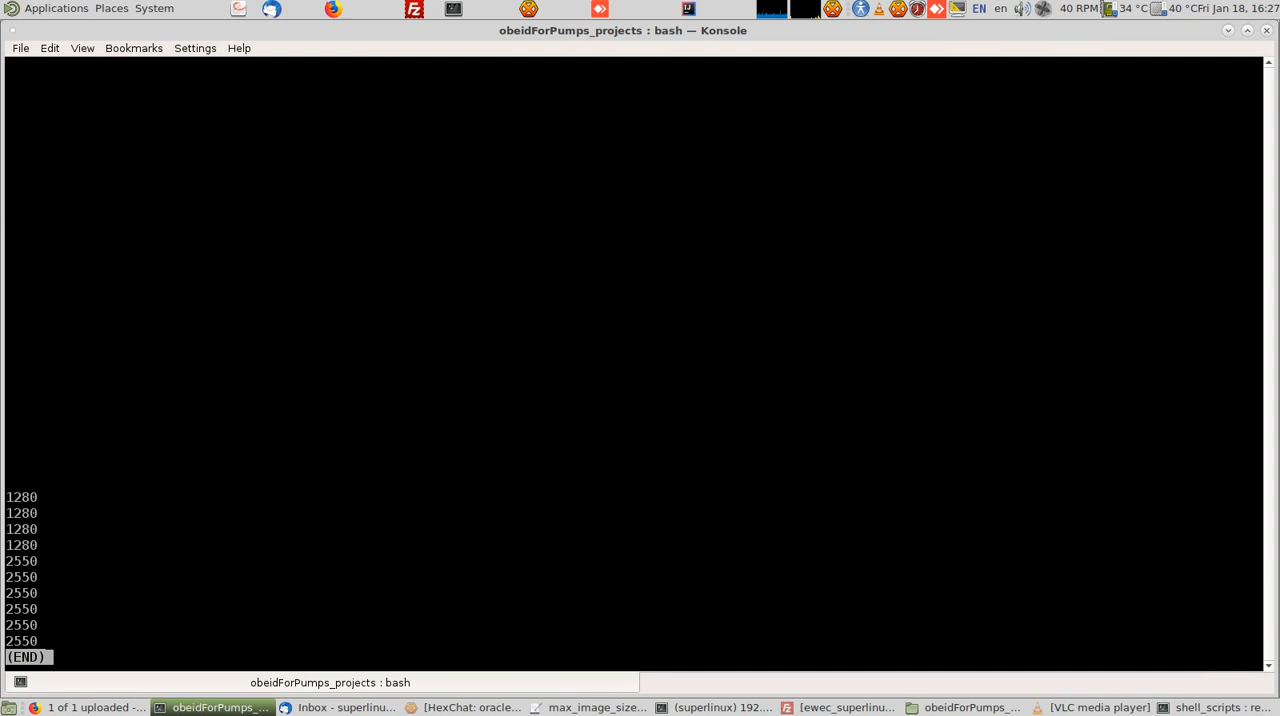 Applications Places System EN en 40 RPM 34 °C 40 °C Fri Jan 18, 16:27
obeidForPumps_projects : bash — Konsole
File Edit View Bookmarks Settings Help
1280
1280
1280
1280
2550
2550
2550
2550
2550
2550
(END)
obeidForPumps_projects : bash
1 of 1 uploaded -... obeidForPumps_... Inbox - superlinu... [HexChat: oracle... max_image_size... (superlinux) 192.... [ewec_superlinu... obeidForPumps_... [VLC media player] shell_scripts : re...